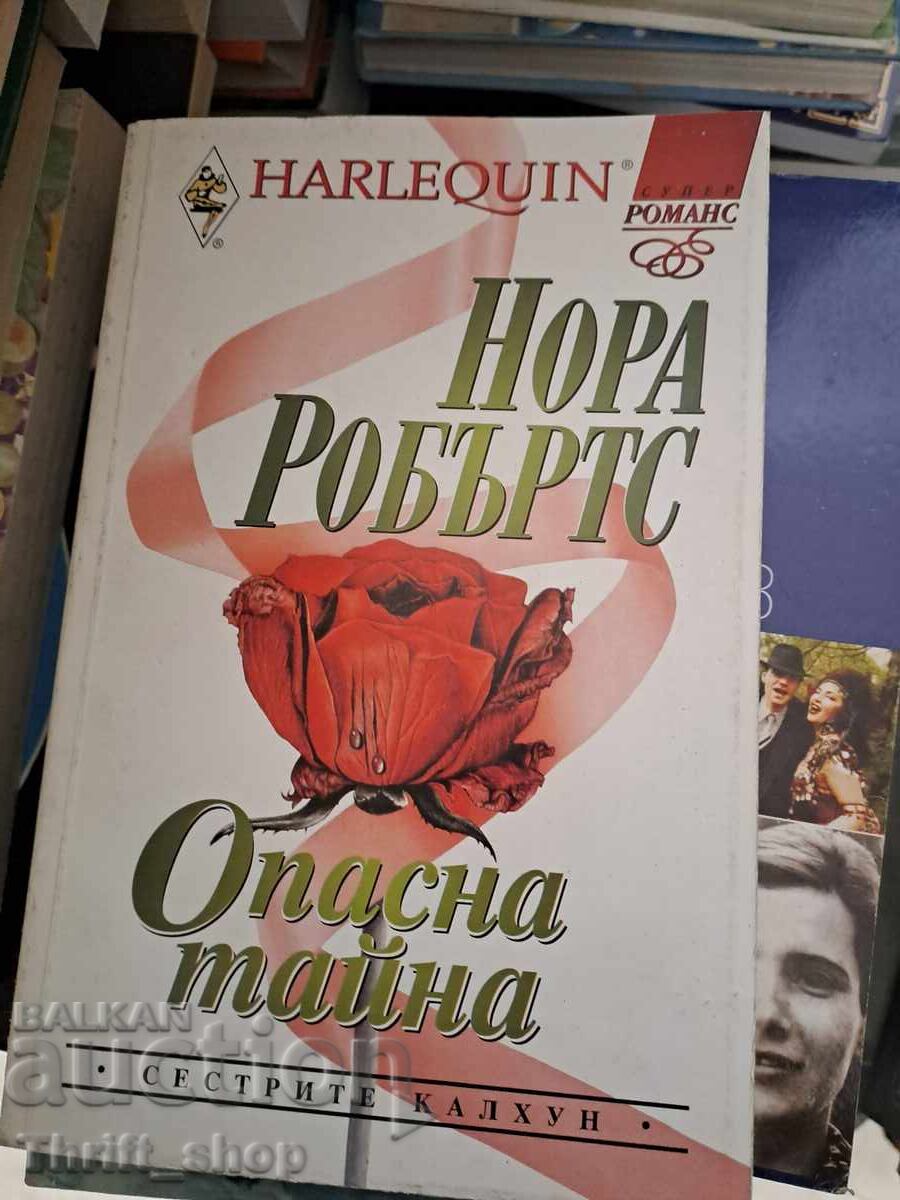 HARLEQUIN®
®
СУПЕР
РОМАНС
НОРА
РОБЪРТС
Опасна
тайна
• СЕСТРИТЕ КАЛХУН •
BALKAN
auction
Thrift_shop